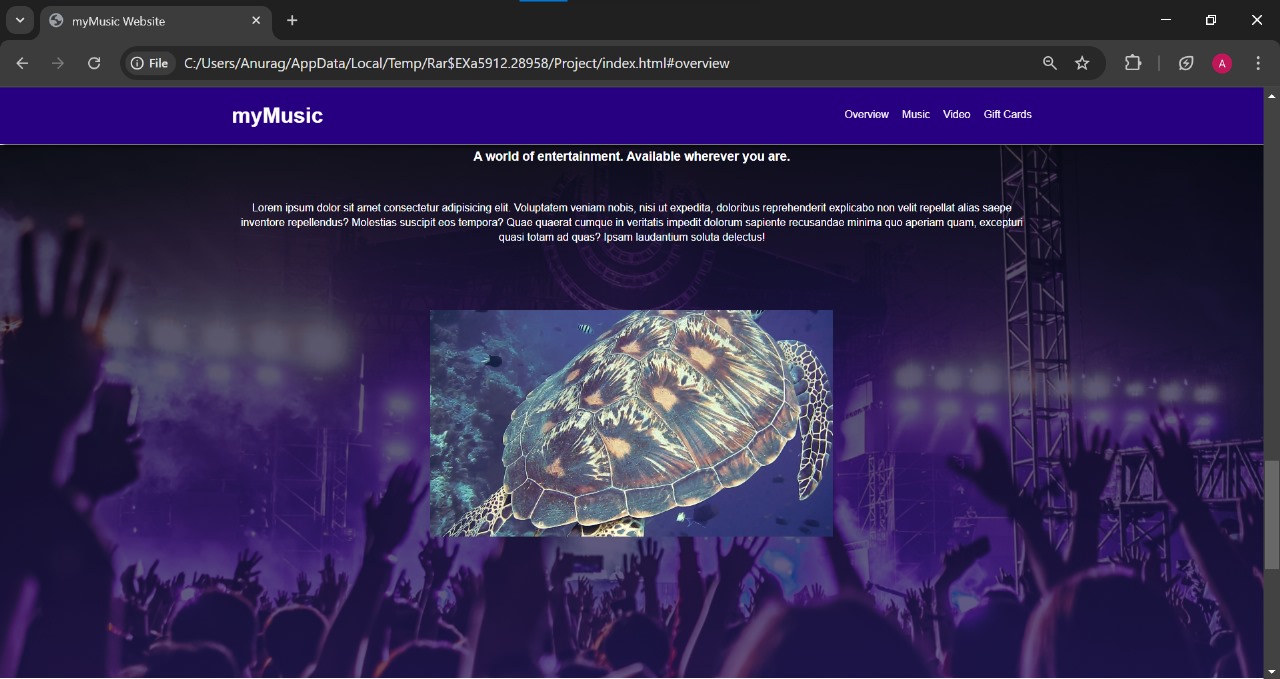 myMusic Website
File
C:/Users/Anurag/AppData/Local/Temp/Rar$EXa5912.28958/Project/index.html#overview
A
myMusic
Overview Music Video Gift Cards
A world of entertainment. Available wherever you are.
Lorem ipsum dolor sit amet consectetur adipisicing elit. Voluptatem veniam nobis, nisi ut expedita, doloribus reprehenderit explicabo non velit repellat alias saepe
inventore repellendus? Molestias suscipit eos tempora? Quae quaerat cumque in veritatis impedit dolorum sapiente recusandae minima quo aperiam quam, excepturi
quasi totam ad quas? Ipsam laudantium soluta delectus!